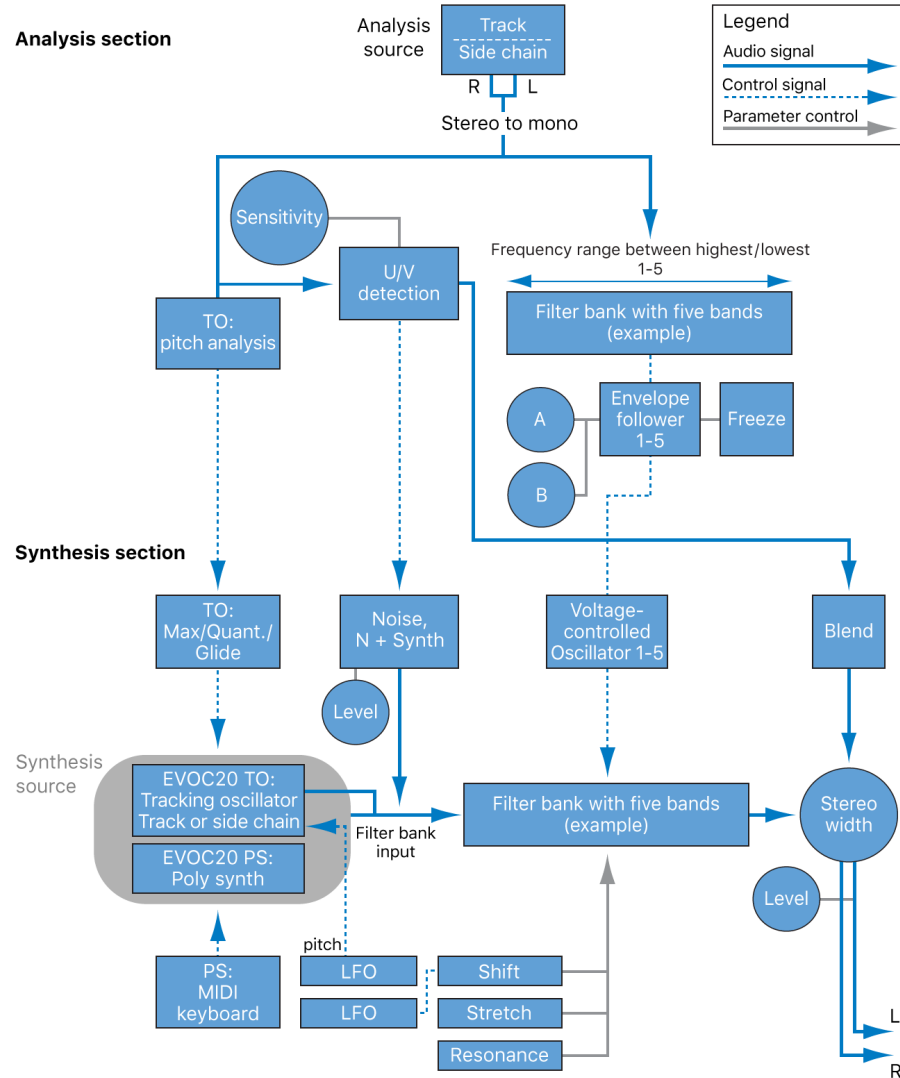 Analysis section
Analysis
source
Track
Side chain
R
L
Stereo to mono
Legend
Audio signal
Control signal
Parameter control
Sensitivity
U/V
detection
Frequency range between highest/lowest
1-5
TO:
pitch analysis
Filter bank with five bands
(example)
A
B
Envelope
follower
1-5
Freeze
Synthesis section
TO:
Max/Quant./
Glide
Noise,
N + Synth
Level
Voltage-
controlled
Oscillator 1-5
Blend
Synthesis
source
EVOC20 TO:
Tracking oscillator
Track or side chain
EVOC20 PS:
Poly synth
Filter bank
input
Filter bank with five bands
(example)
Stereo
width
Level
PS:
MIDI
keyboard
pitch
LFO
LFO
Shift
Stretch
Resonance
L
R